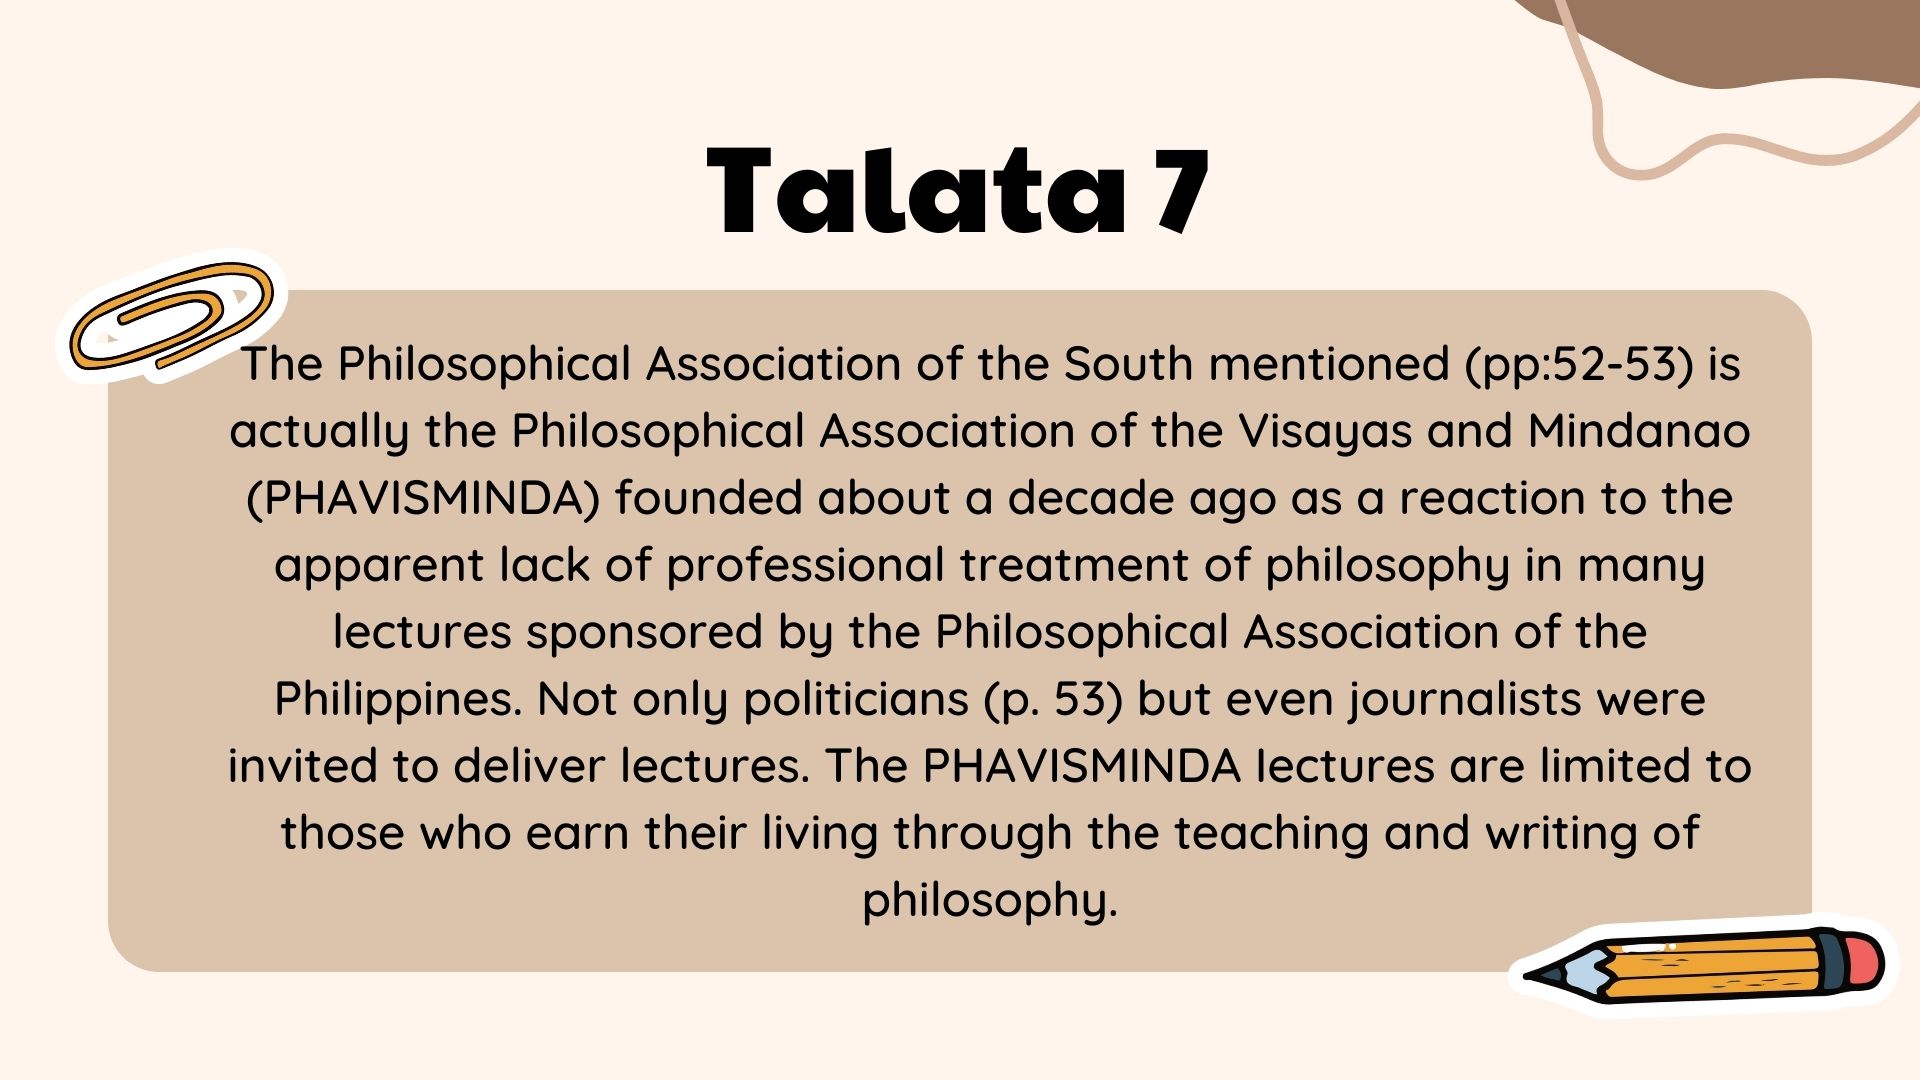 Talata 7
The Philosophical Association of the South mentioned (pp:52-53) is
actually the Philosophical Association of the Visayas and Mindanao
(PHAVISMINDA) founded about a decade ago as a reaction to the
apparent lack of professional treatment of philosophy in many
lectures sponsored by the Philosophical Association of the
Philippines. Not only politicians (p. 53) but even journalists were
invited to deliver lectures. The PHAVISMINDA lectures are limited to
those who earn their living through the teaching and writing of
philosophy.